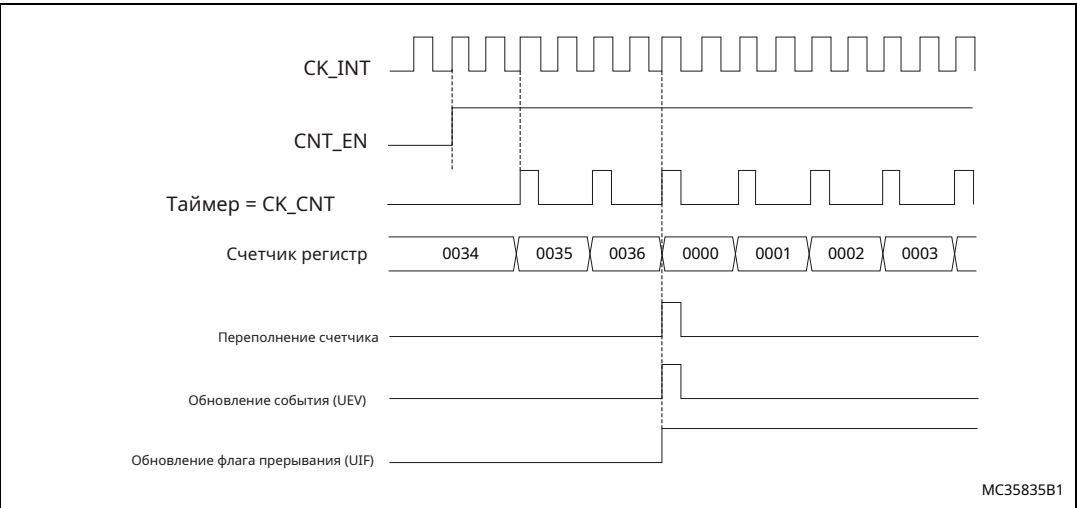 CK_INT
CNT_EN
Таймер = CK_CNT
Счетчик регистр 0034 0035 0036 0000 0001 0002 0003
Переполнение счетчика
Обновление события (UEV)
Обновление флага прерывания (UIF)
MC35835B1